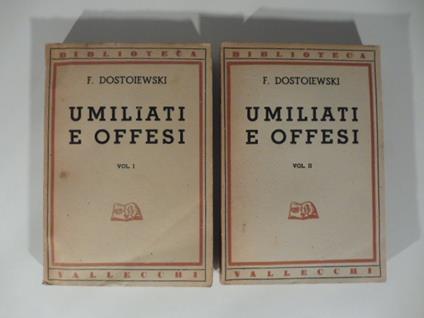 BIBLIOTECA
F. DOSTOIEWSKI
UMILIATI
E OFFESI
VOL. I
VALLECCHI
BIBLIOTECA
F. DOSTOIEWSKI
UMILIATI
E OFFESI
VOL. II
VALLECCHI